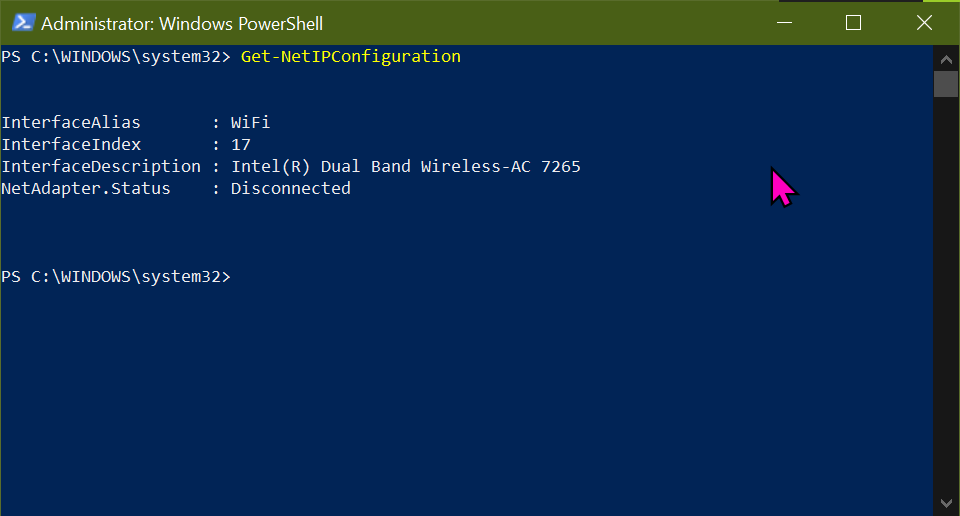 Administrator: Windows PowerShell
PS C:\WINDOWS\system32> Get-NetIPConfiguration
InterfaceAlias       : WiFi
InterfaceIndex       : 17
InterfaceDescription : Intel(R) Dual Band Wireless-AC 7265
NetAdapter.Status    : Disconnected
PS C:\WINDOWS\system32>